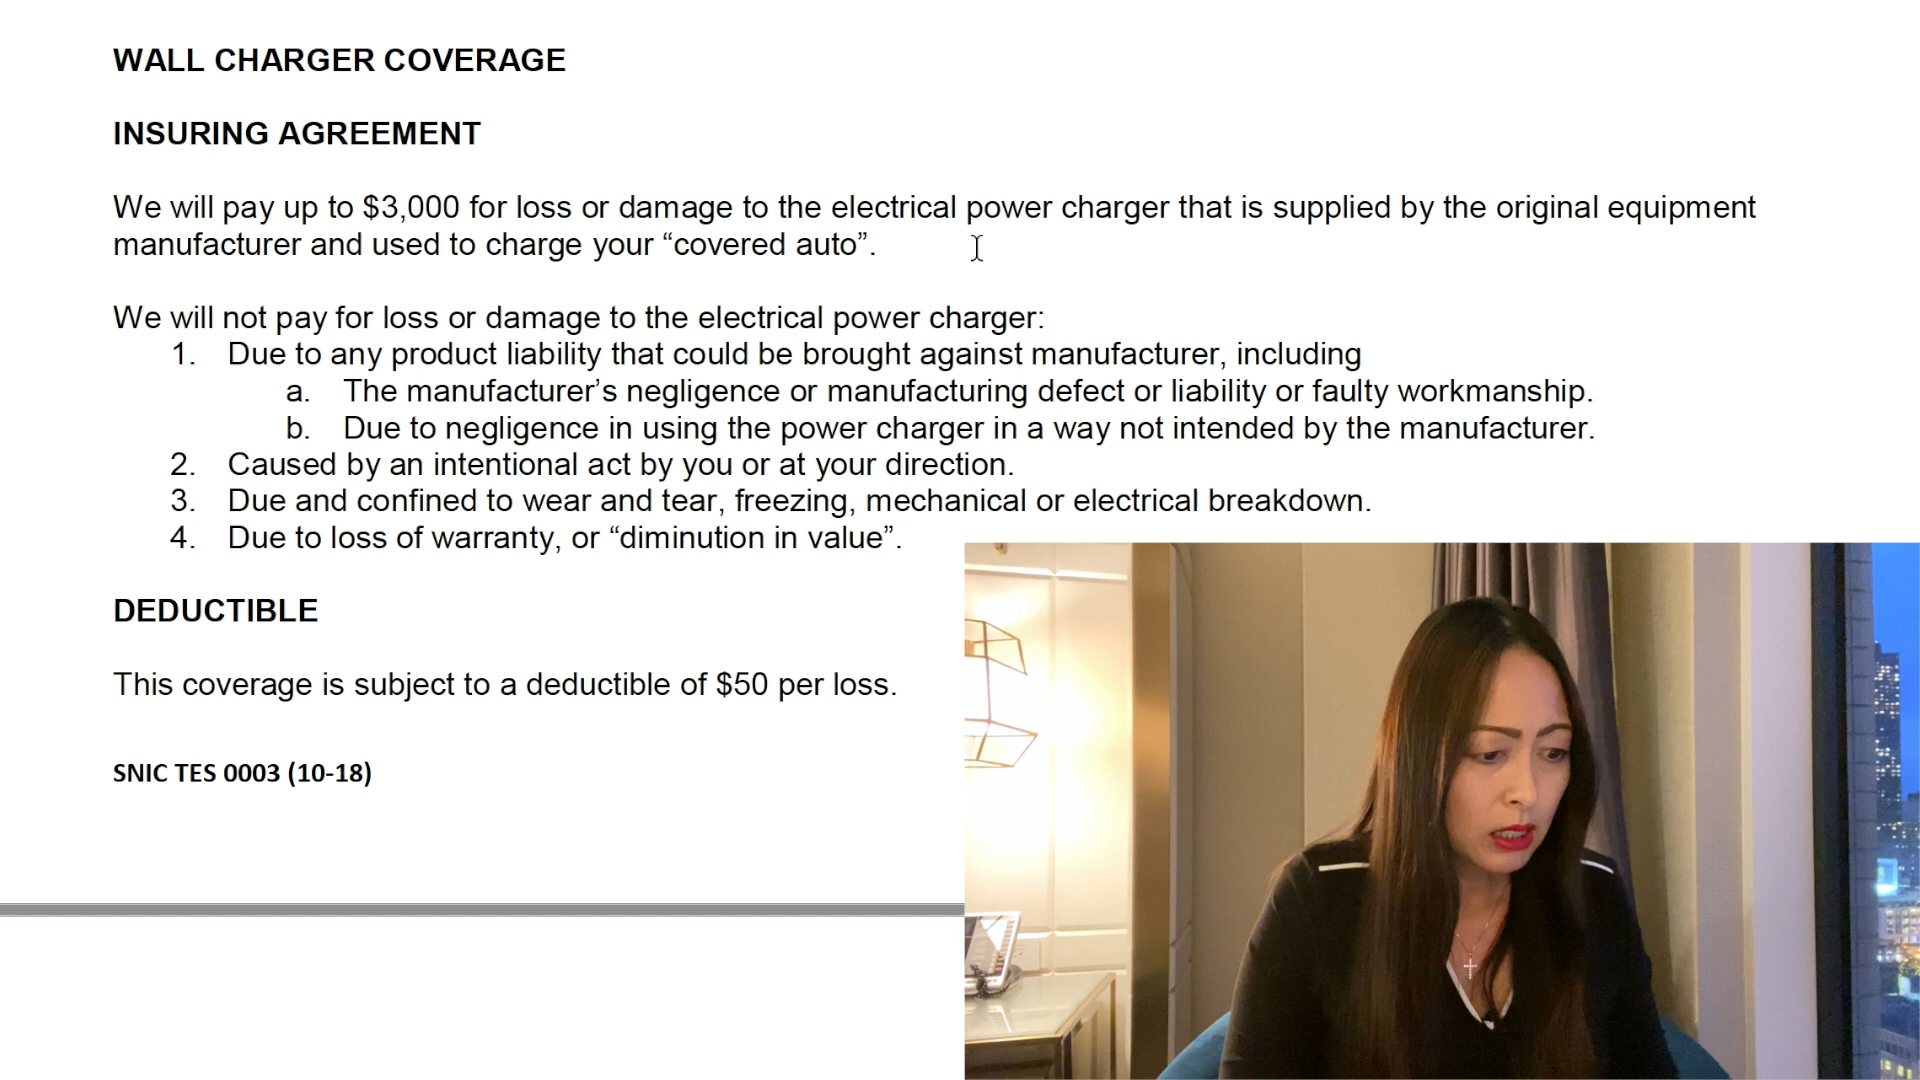 WALL CHARGER COVERAGE
INSURING AGREEMENT
We will pay up to $3,000 for loss or damage to the electrical power charger that is supplied by the original equipment
manufacturer and used to charge your “covered auto”.
We will not pay for loss or damage to the electrical power charger:
1. Due to any product liability that could be brought against manufacturer, including
a. The manufacturer’s negligence or manufacturing defect or liability or faulty workmanship.
b. Due to negligence in using the power charger in a way not intended by the manufacturer.
2. Caused by an intentional act by you or at your direction.
3. Due and confined to wear and tear, freezing, mechanical or electrical breakdown.
4. Due to loss of warranty, or “diminution in value”.
DEDUCTIBLE
This coverage is subject to a deductible of $50 per loss.
SNIC TES 0003 (10-18)